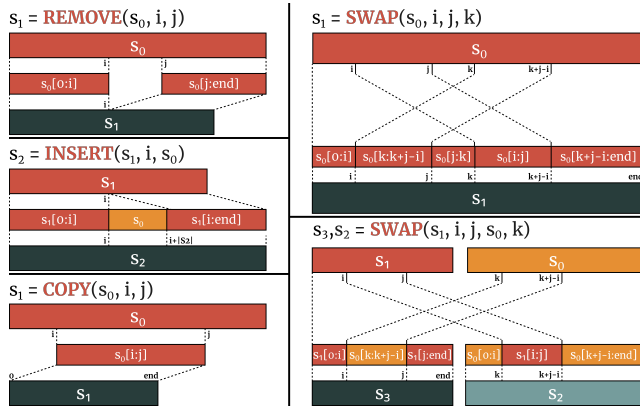 s₁ = REMOVE(s₀, i, j)
s₀
i j
s₀[0:i] s₀[j:end]
i
s₁
s₂ = INSERT(s₁, i, s₀)
s₁
i
s₁[0:i] s₀ s₁[i:end]
i i+|s₂|
s₂
s₁ = COPY(s₀, i, j)
s₀
i j
s₀[i:j]
0 end
s₁
s₁ = SWAP(s₀, i, j, k)
s₀
i j k k+j-i
s₀[0:i] s₀[k:k+j-i] s₀[j:k] s₀[i:j] s₀[k+j-i:end]
i j k k+j-i end
s₁
s₃,s₂ = SWAP(s₁, i, j, s₀, k)
s₁ s₀
i j k k+j-i
s₁[0:i] s₀[k:k+j-i] s₁[j:end] s₀[0:i] s₁[i:j] s₀[k+j-i:end]
i j end k k+j-i
s₃ s₂